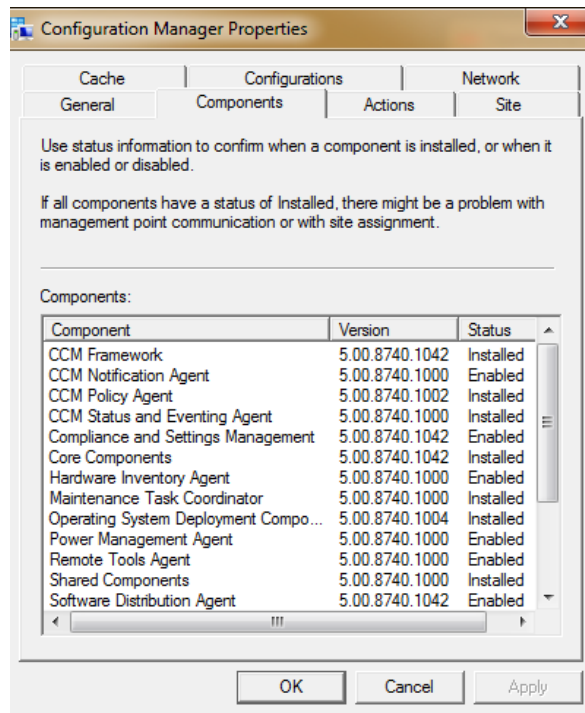 Configuration Manager Properties
Cache Configurations Network
General Components Actions Site
Use status information to confirm when a component is installed, or when it
is enabled or disabled.
If all components have a status of Installed, there might be a problem with
management point communication or with site assignment.
Components:
Component Version Status
CCM Framework 5.00.8740.1042 Installed
CCM Notification Agent 5.00.8740.1000 Enabled
CCM Policy Agent 5.00.8740.1002 Installed
CCM Status and Eventing Agent 5.00.8740.1000 Installed
Compliance and Settings Management 5.00.8740.1042 Enabled
Core Components 5.00.8740.1042 Installed
Hardware Inventory Agent 5.00.8740.1000 Enabled
Maintenance Task Coordinator 5.00.8740.1000 Installed
Operating System Deployment Compo... 5.00.8740.1004 Installed
Power Management Agent 5.00.8740.1000 Enabled
Remote Tools Agent 5.00.8740.1000 Enabled
Shared Components 5.00.8740.1000 Installed
Software Distribution Agent 5.00.8740.1042 Enabled
OK Cancel Apply